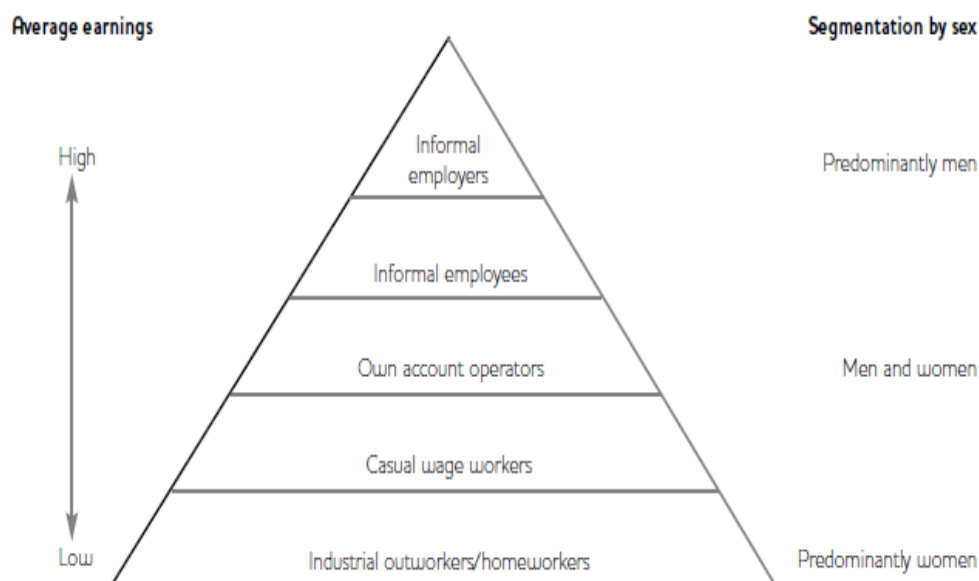 Average earnings
Segmentation by sex
High
Informal
employers
Predominantly men
Informal employees
Own account operators
Men and women
Casual wage workers
Low
Industrial outworkers/homeworkers
Predominantly women